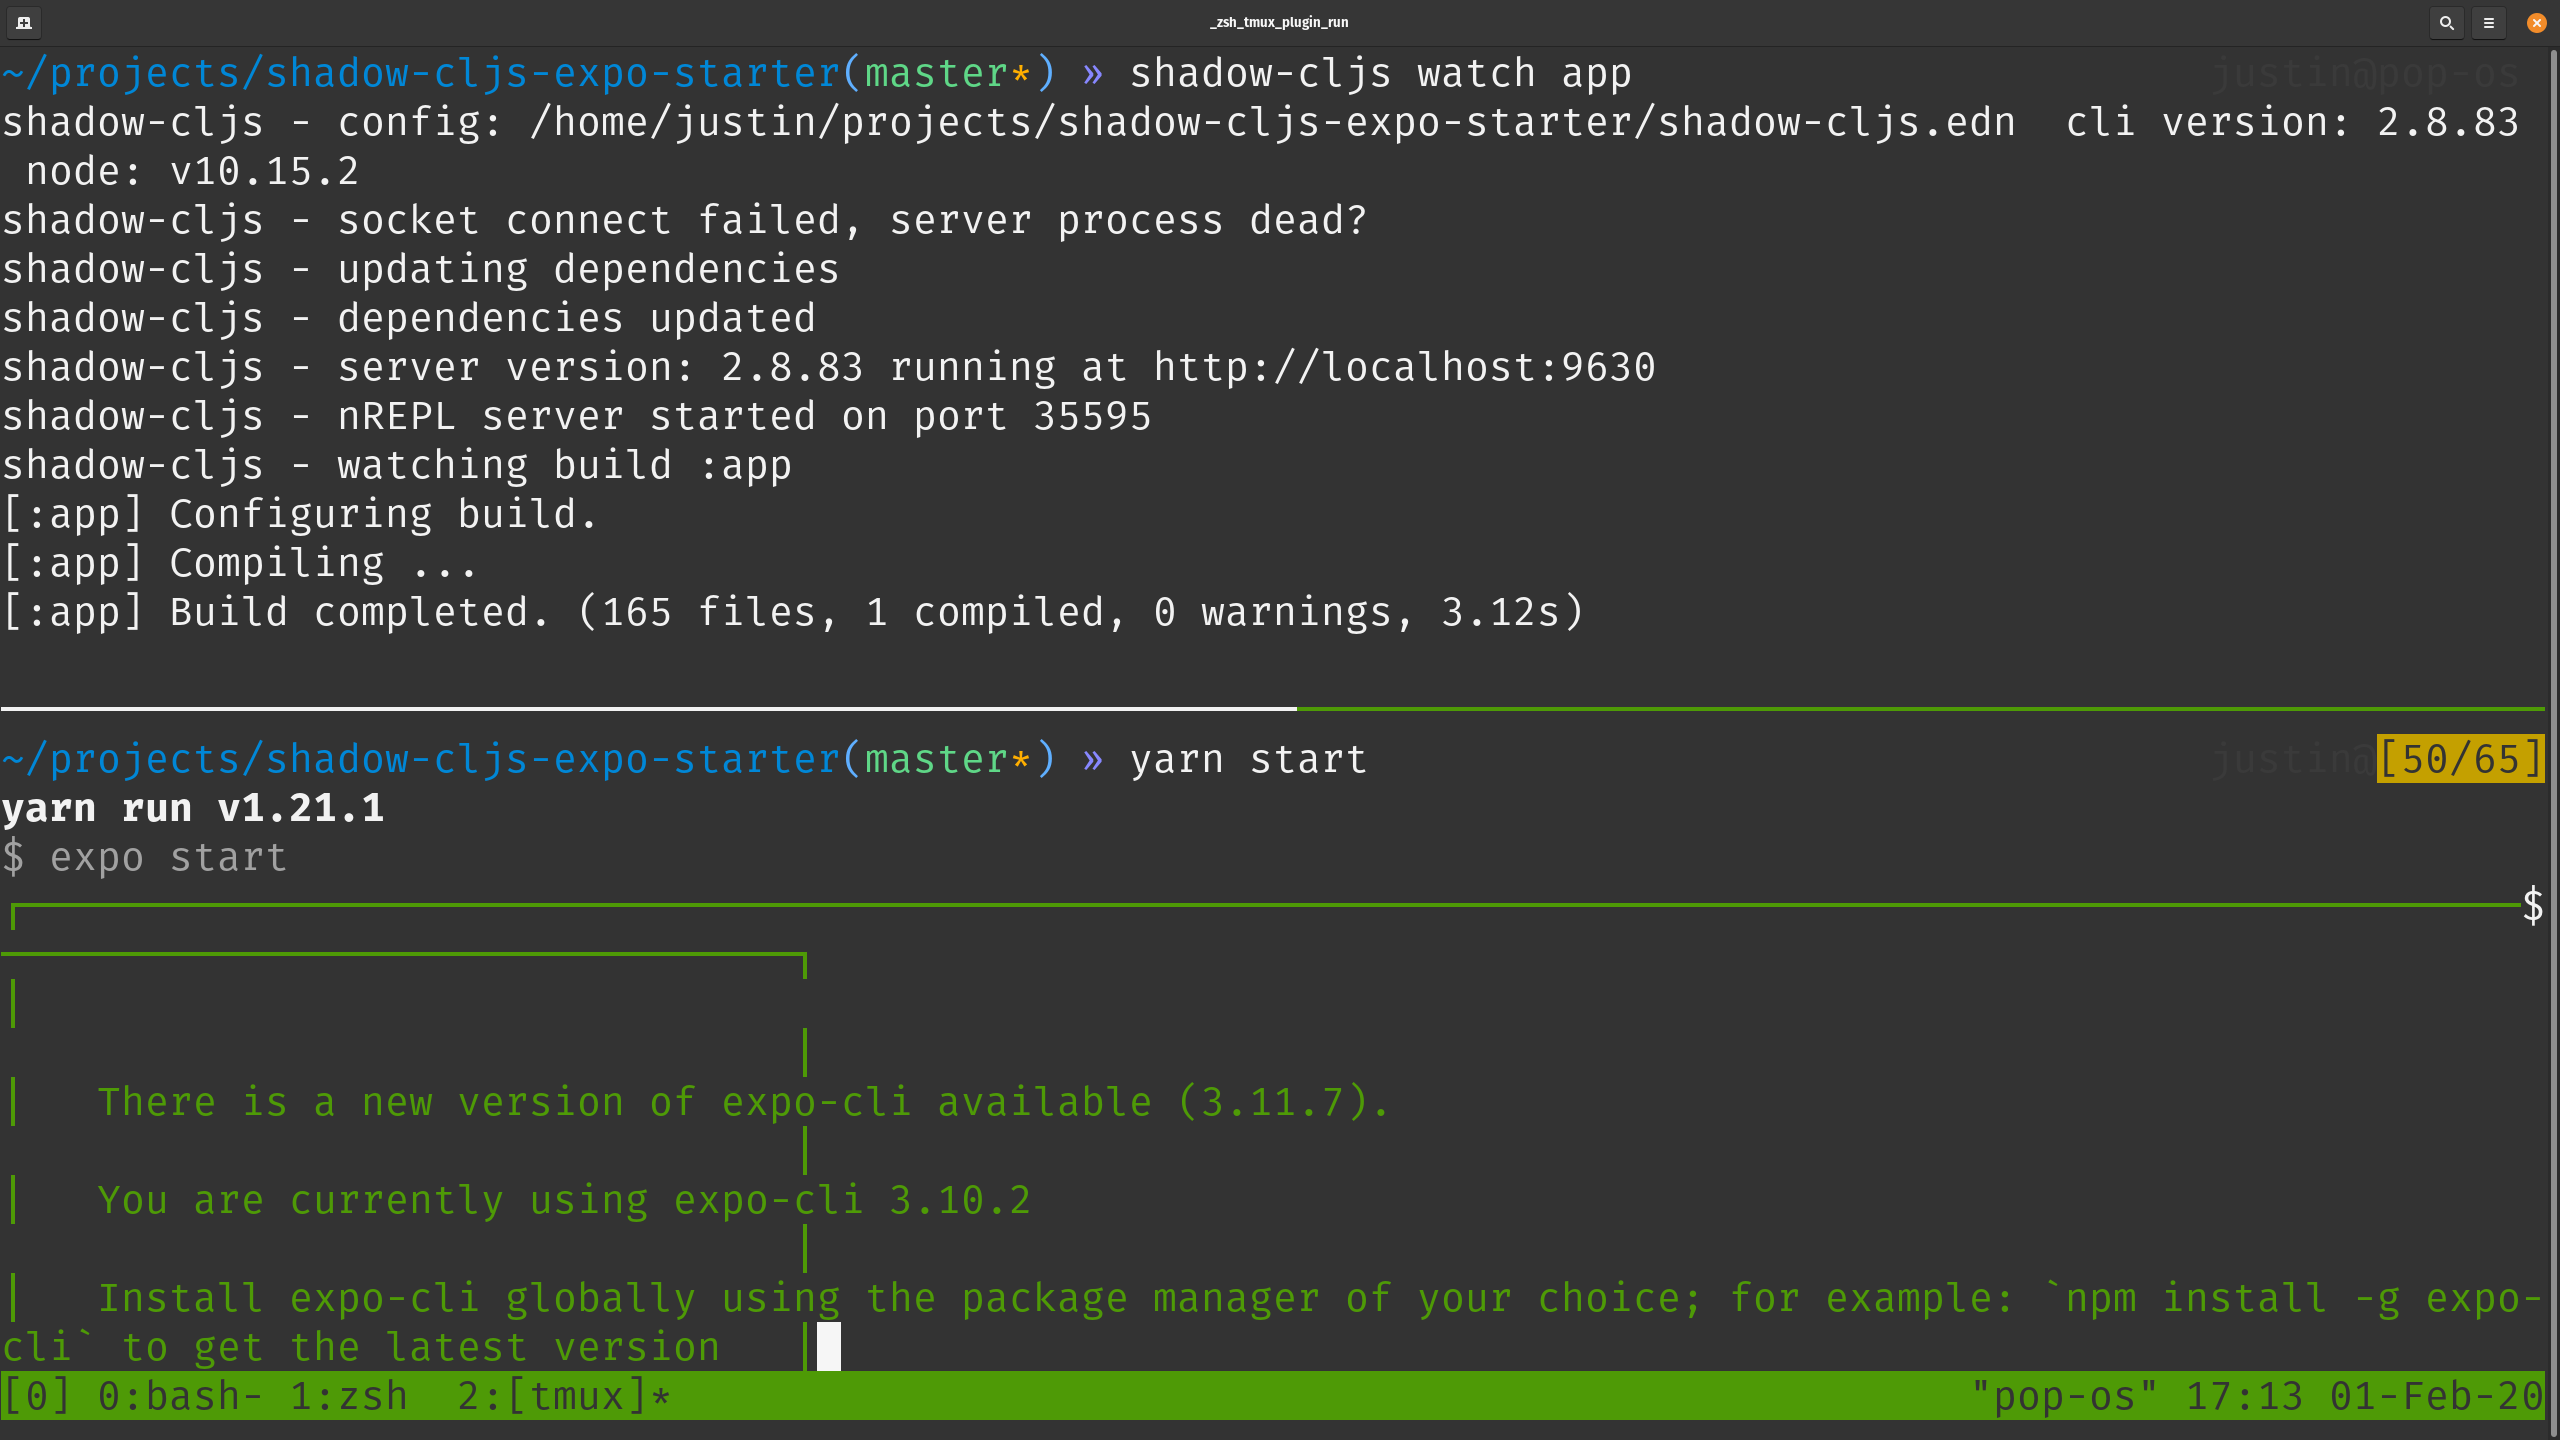 _zsh_tmux_plugin_run
~/projects/shadow-cljs-expo-starter(master*) » shadow-cljs watch app justin@pop-os
shadow-cljs - config: /home/justin/projects/shadow-cljs-expo-starter/shadow-cljs.edn  cli version: 2.8.83
 node: v10.15.2
shadow-cljs - socket connect failed, server process dead?
shadow-cljs - updating dependencies
shadow-cljs - dependencies updated
shadow-cljs - server version: 2.8.83 running at http://localhost:9630
shadow-cljs - nREPL server started on port 35595
shadow-cljs - watching build :app
[:app] Configuring build.
[:app] Compiling ...
[:app] Build completed. (165 files, 1 compiled, 0 warnings, 3.12s)
~/projects/shadow-cljs-expo-starter(master*) » yarn start justin@[50/65]
yarn run v1.21.1
$ expo start
$
There is a new version of expo-cli available (3.11.7).
You are currently using expo-cli 3.10.2
Install expo-cli globally using the package manager of your choice; for example: `npm install -g expo-
cli` to get the latest version
[0] 0:bash- 1:zsh  2:[tmux]* "pop-os" 17:13 01-Feb-20